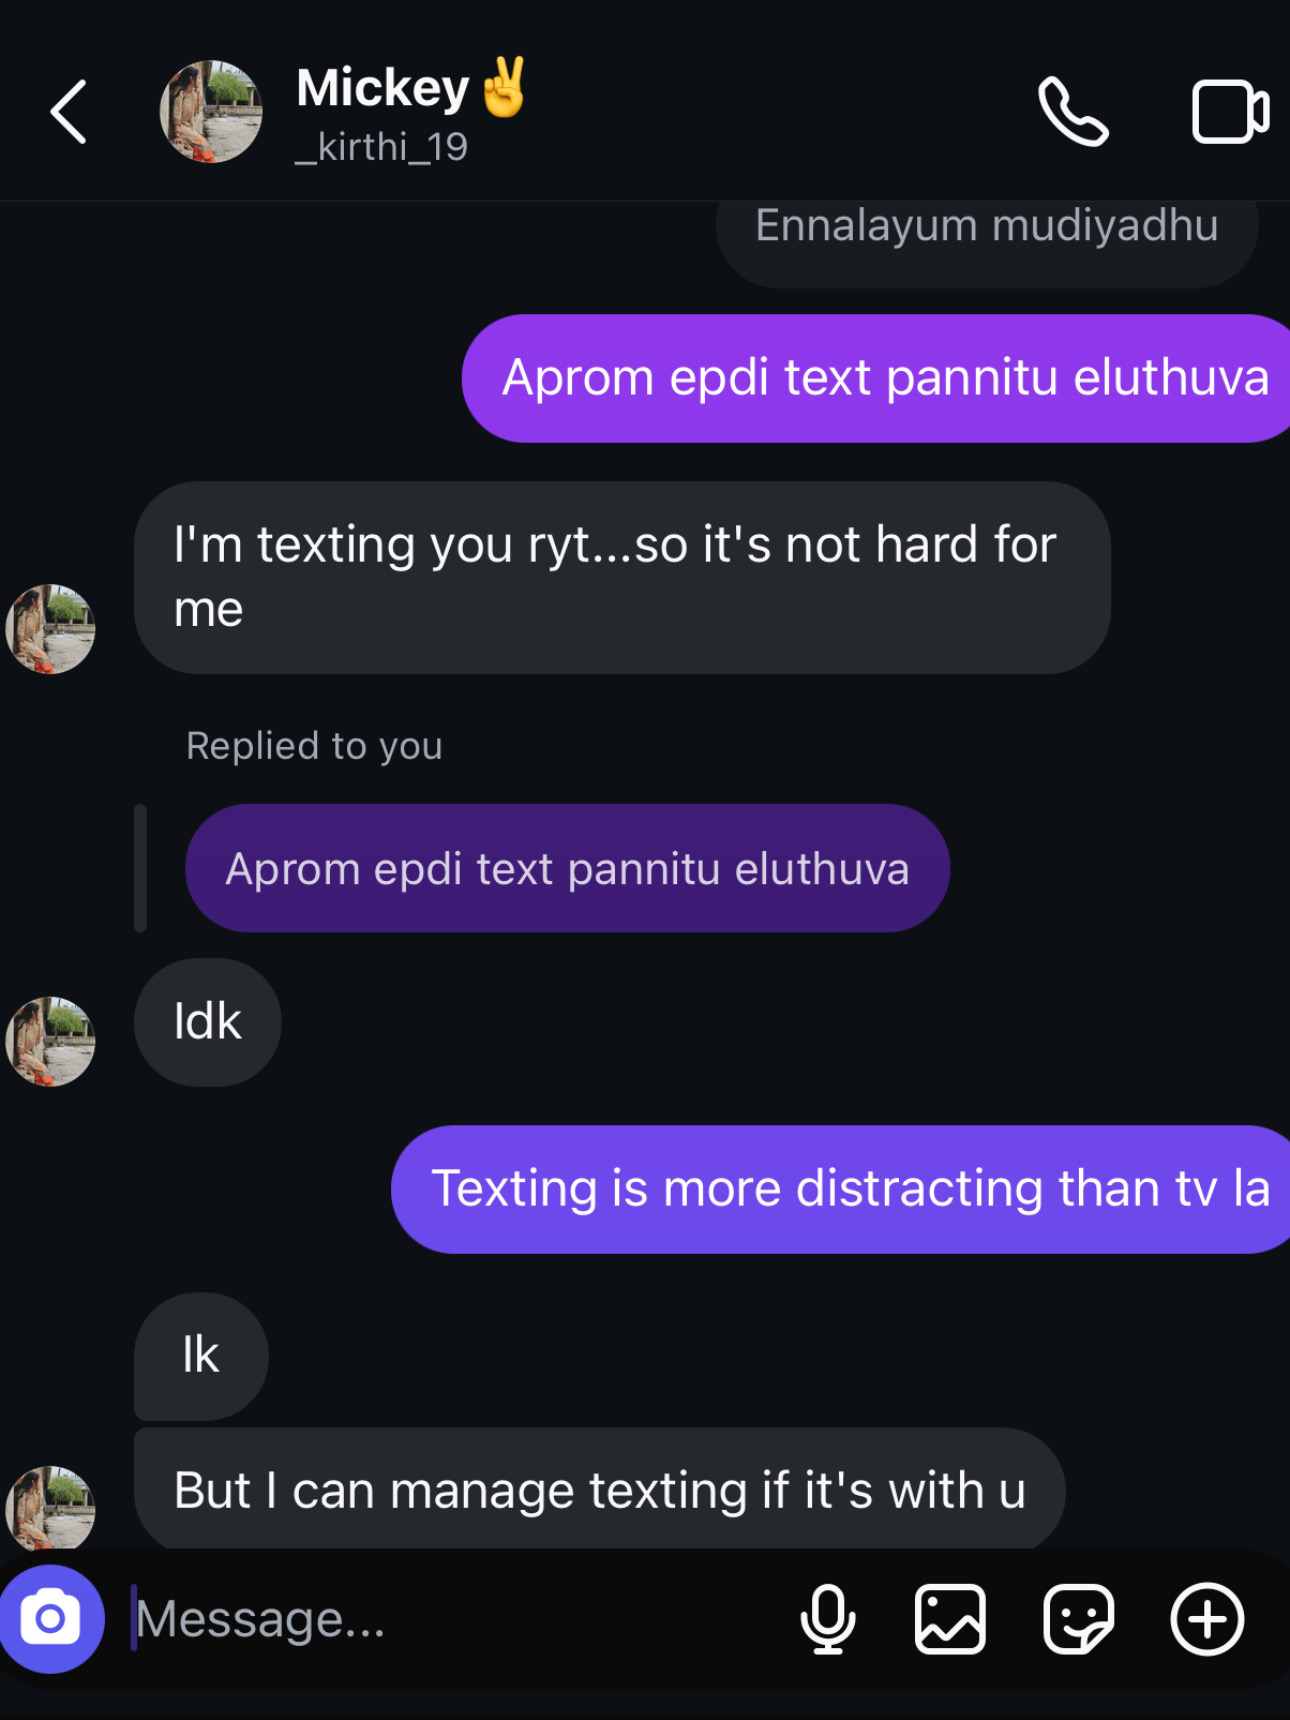 Mickey✌️
_kirthi_19
Ennalayum mudiyadhu
Aprom epdi text pannitu eluthuva
I'm texting you ryt...so it's not hard for
me
Replied to you
Aprom epdi text pannitu eluthuva
Idk
Texting is more distracting than tv la
Ik
But I can manage texting if it's with u
Message...